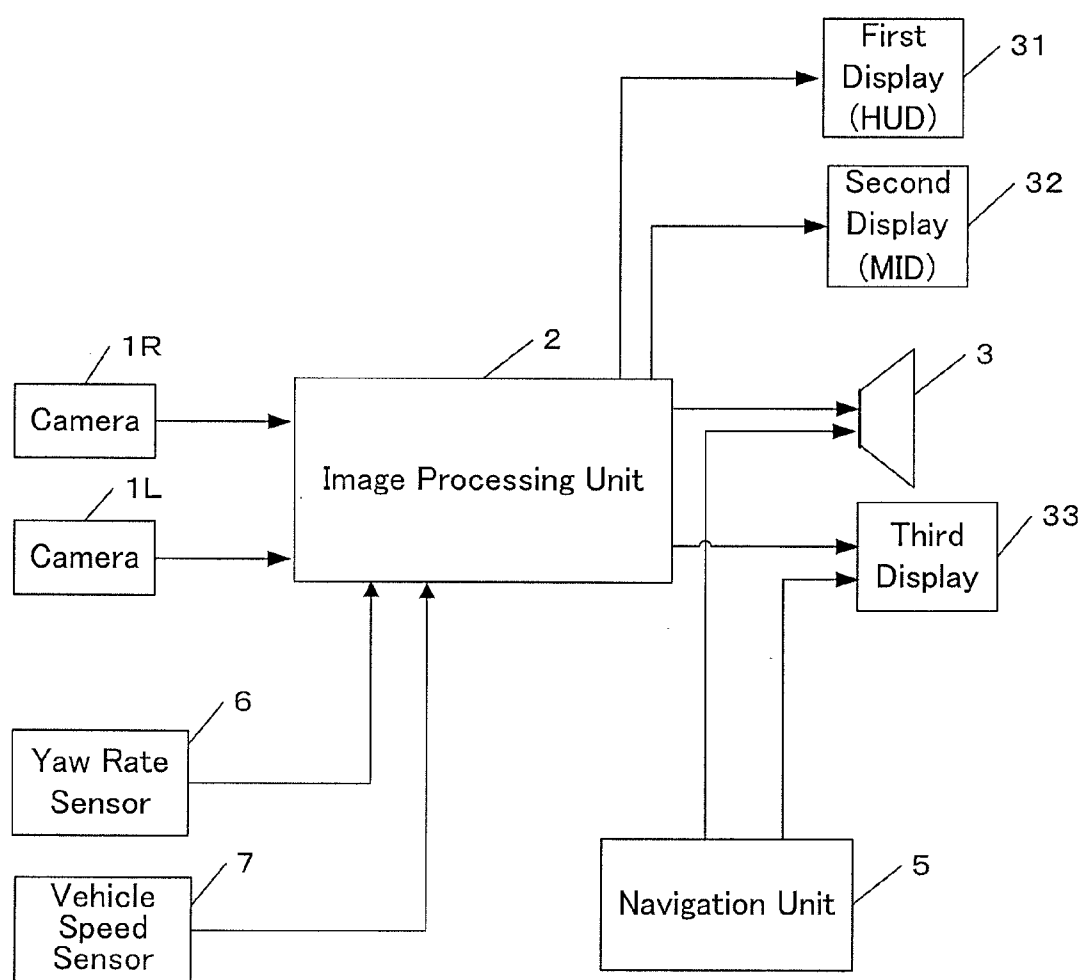 First
Display
(HUD)
31
Second
Display
(MID)
32
1R
Camera
2
Image Processing Unit
3
1L
Camera
Third
Display
33
6
Yaw Rate
Sensor
7
Vehicle
Speed
Sensor
Navigation Unit
5